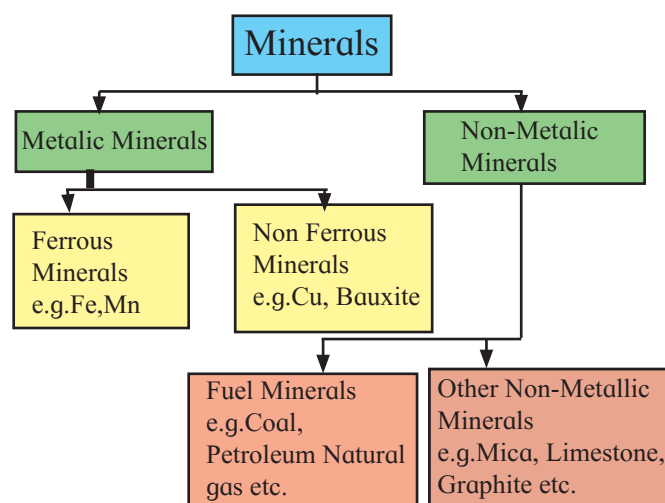 Minerals
Metalic Minerals
Non-Metalic
Minerals
Ferrous
Minerals
e.g.Fe,Mn
Non Ferrous
Minerals
e.g.Cu, Bauxite
Fuel Minerals
e.g.Coal,
Petroleum Natural
gas etc.
Other Non-Metallic
Minerals
e.g.Mica, Limestone,
Graphite etc.